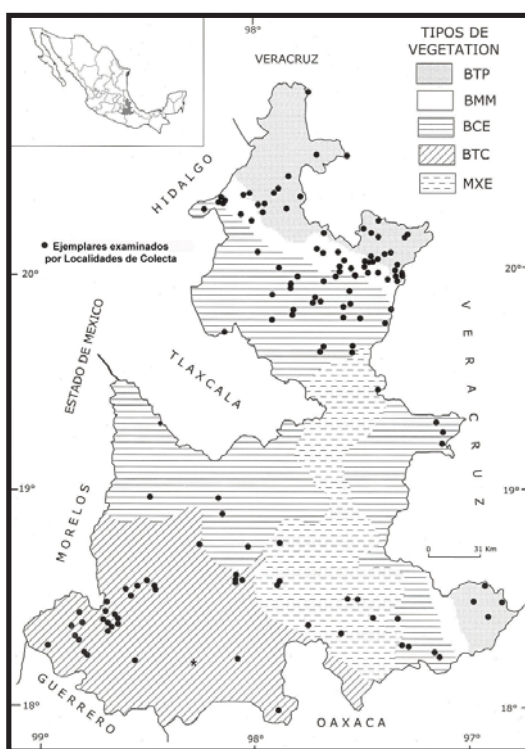 98°
VERACRUZ
TIPOS DE
VEGETATION
BTP
BMM
BCE
BTC
MXE
HIDALGO
Ejemplares examinados
por Localidades de Colecta
20°
20°
ESTADO DE MEXICO
TLAXCALA
VERACRUZ
19°
19°
MORELOS
0 31 Km
18°
18°
GUERRERO
OAXACA
99°
98°
97°